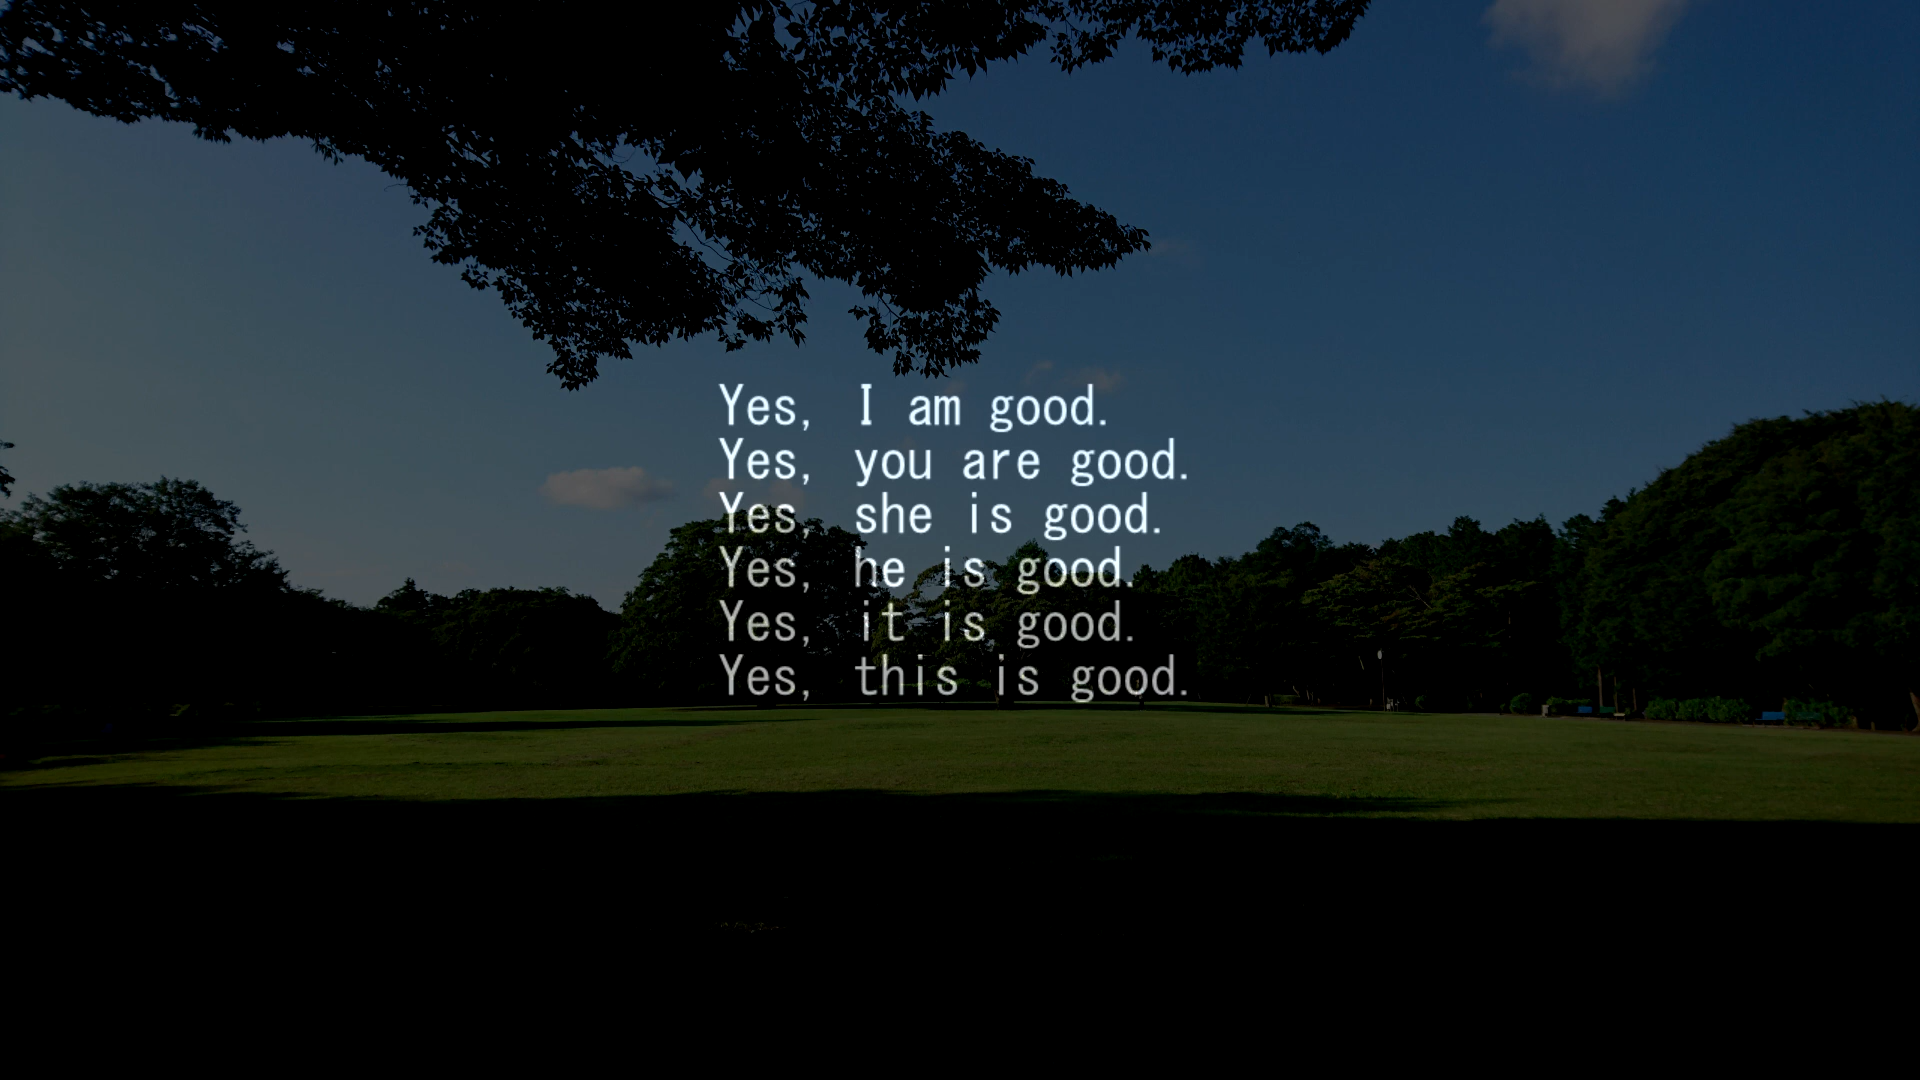 Yes, I am good.
Yes, you are good.
Yes, she is good.
Yes, he is good.
Yes, it is good.
Yes, this is good.